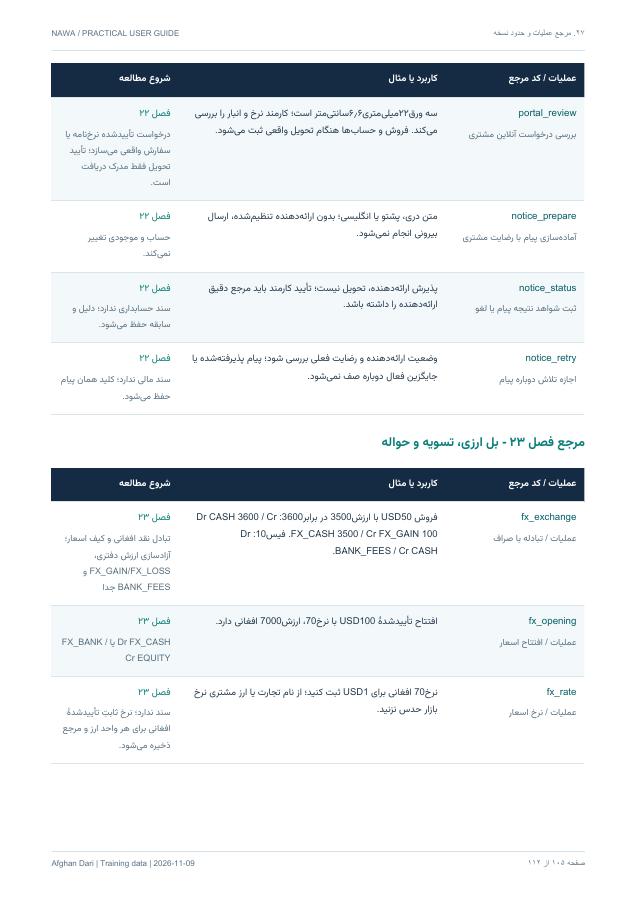 ۲۷. مرجع عملیات و حدود نسخه
NAWA / PRACTICAL USER GUIDE
عملیات / کد مرجع
کاربرد یا مثال
شروع مطالعه
portal_review
بررسی درخواست آنلاین مشتری
سه ورق۲۲میلی‌متری۶٫۶سانتی‌متر است؛ کارمند نرخ و انبار را بررسی
می‌کند. فروش و حساب‌ها هنگام تحویل واقعی ثبت می‌شود.
فصل ۲۲
درخواست تأییدشده نرخ‌نامه یا
سفارش واقعی می‌سازد؛ تأیید
تحویل فقط مدرک دریافت
است.
notice_prepare
آماده‌سازی پیام با رضایت مشتری
متن دری، پشتو یا انگلیسی؛ بدون ارائه‌دهنده تنظیم‌شده، ارسال
بیرونی انجام نمی‌شود.
فصل ۲۲
حساب و موجودی تغییر
نمی‌کند.
notice_status
ثبت شواهد نتیجه پیام یا لغو
پذیرش ارائه‌دهنده، تحویل نیست؛ تأیید کارمند باید مرجع دقیق
ارائه‌دهنده را داشته باشد.
فصل ۲۲
سند حسابداری ندارد؛ دلیل و
سابقه حفظ می‌شود.
notice_retry
اجازه تلاش دوباره پیام
وضعیت ارائه‌دهنده و رضایت فعلی بررسی شود؛ پیام پذیرفته‌شده یا
جایگزین فعال دوباره صف نمی‌شود.
فصل ۲۲
سند مالی ندارد؛ کلید همان پیام
حفظ می‌شود.
مرجع فصل ۲۳ - بل ارزی، تسویه و حواله
عملیات / کد مرجع
کاربرد یا مثال
شروع مطالعه
fx_exchange
عملیات / تبادله یا صراف
فروش USD50 با ارزش3500 در برابر3600: Dr CASH 3600 / Cr
FX_CASH 3500 / Cr FX_GAIN 100. فیس10: Dr
BANK_FEES / Cr CASH.
فصل ۲۳
تبادل نقد افغانی و کیف اسعار؛
آزادسازی ارزش دفتری،
FX_GAIN/FX_LOSS و
BANK_FEES جدا
fx_opening
عملیات / افتتاح اسعار
افتتاح تأییدشدهٔ USD100 با نرخ70، ارزش7000 افغانی دارد.
فصل ۲۳
Dr FX_CASH یا FX_BANK /
Cr EQUITY
fx_rate
عملیات / نرخ اسعار
نرخ70 افغانی برای USD1 ثبت کنید؛ از نام تجارت یا ارز مشتری نرخ
بازار حدس نزنید.
فصل ۲۳
سند ندارد؛ نرخ ثابتِ تأییدشدهٔ
افغانی برای هر واحد ارز و مرجع
ذخیره می‌شود.
صفحه ۱۰۵ از ۱۱۲
Afghan Dari | Training data | 2026-11-09